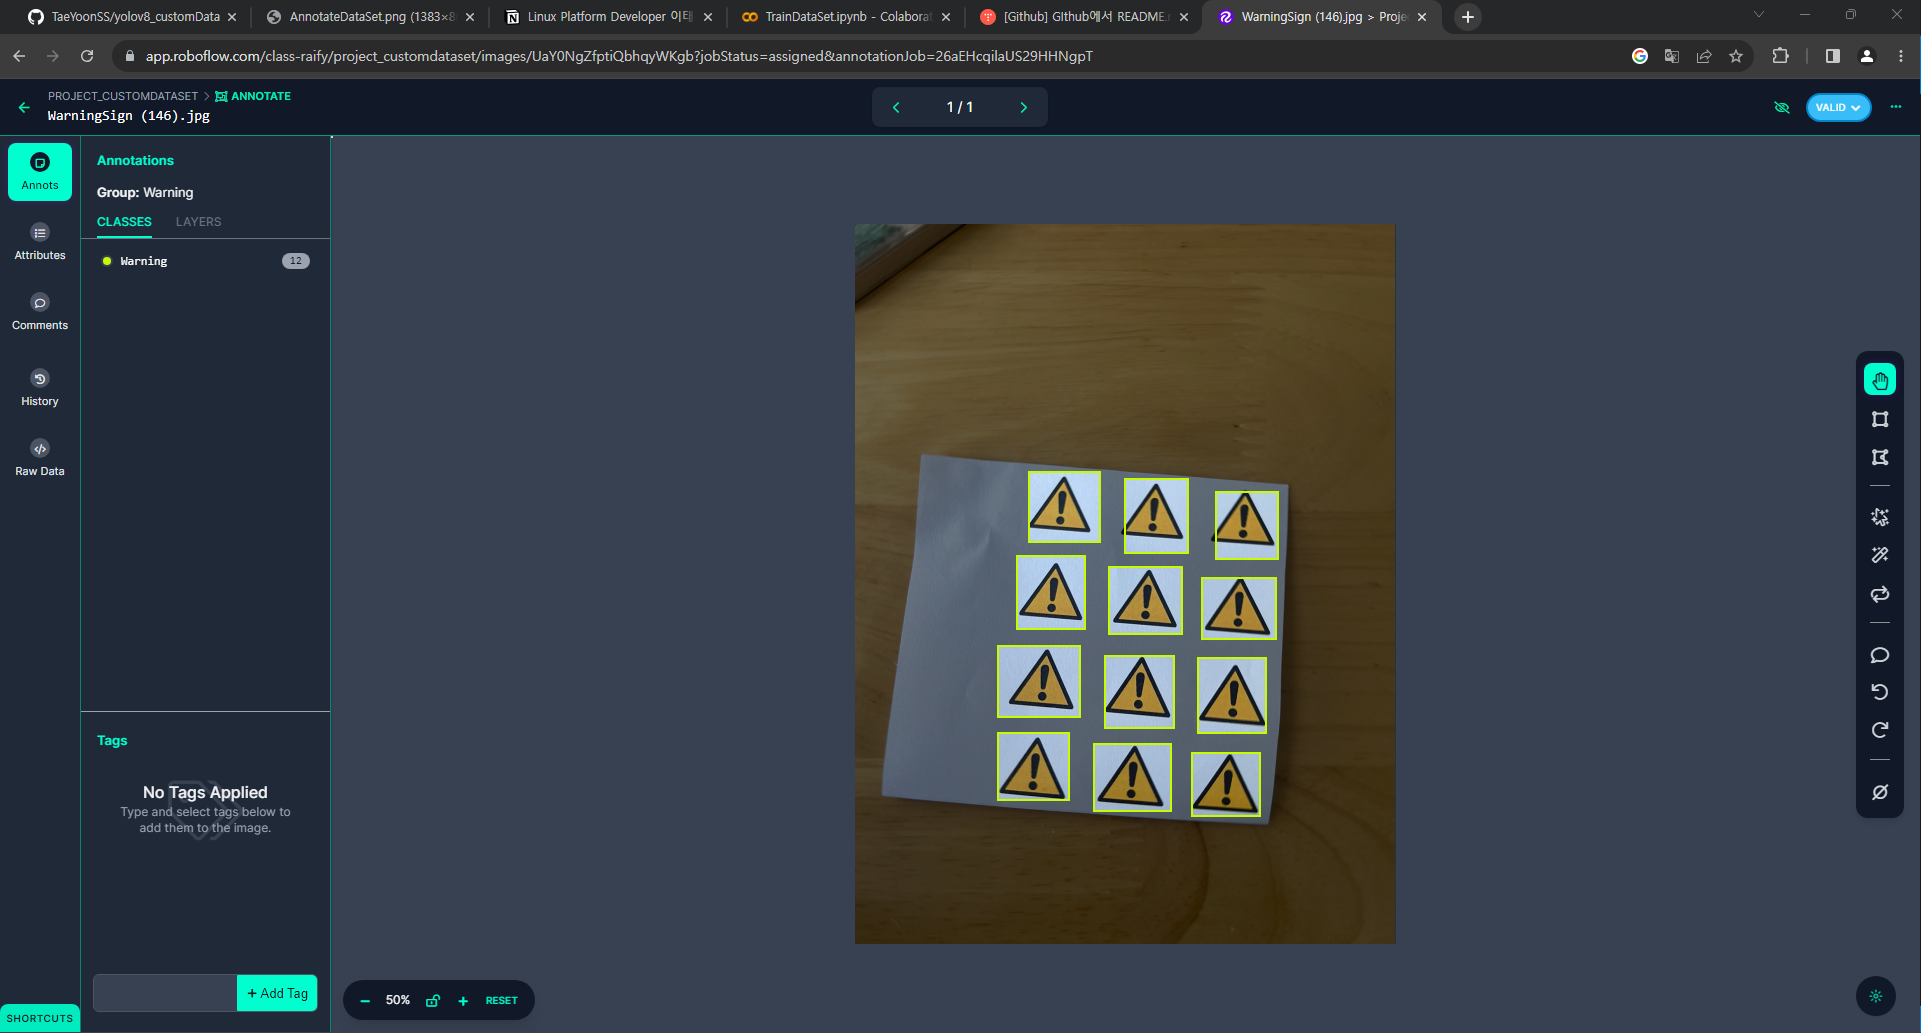 TaeYoonSS/yolov8_customData
AnnotateDataSet.png (1383×8
Linux Platform Developer 이태
TrainDataSet.ipynb - Colaborat
[Github] GIthub에서 README.
WarningSign (146).jpg > Proje
app.roboflow.com/class-raify/project_customdataset/images/UaY0NgZfptiQbhqyWKgb?jobStatus=assigned&annotationJob=26aEHcqilaUS29HHNgpT
PROJECT_CUSTOMDATASET > ANNOTATE
WarningSign (146).jpg
1 / 1
VALID
Annots
Attributes
Comments
History
Raw Data
Annotations
Group: Warning
CLASSES LAYERS
Warning 12
Tags
No Tags Applied
Type and select tags below to
add them to the image.
+ Add Tag
SHORTCUTS
50%
RESET